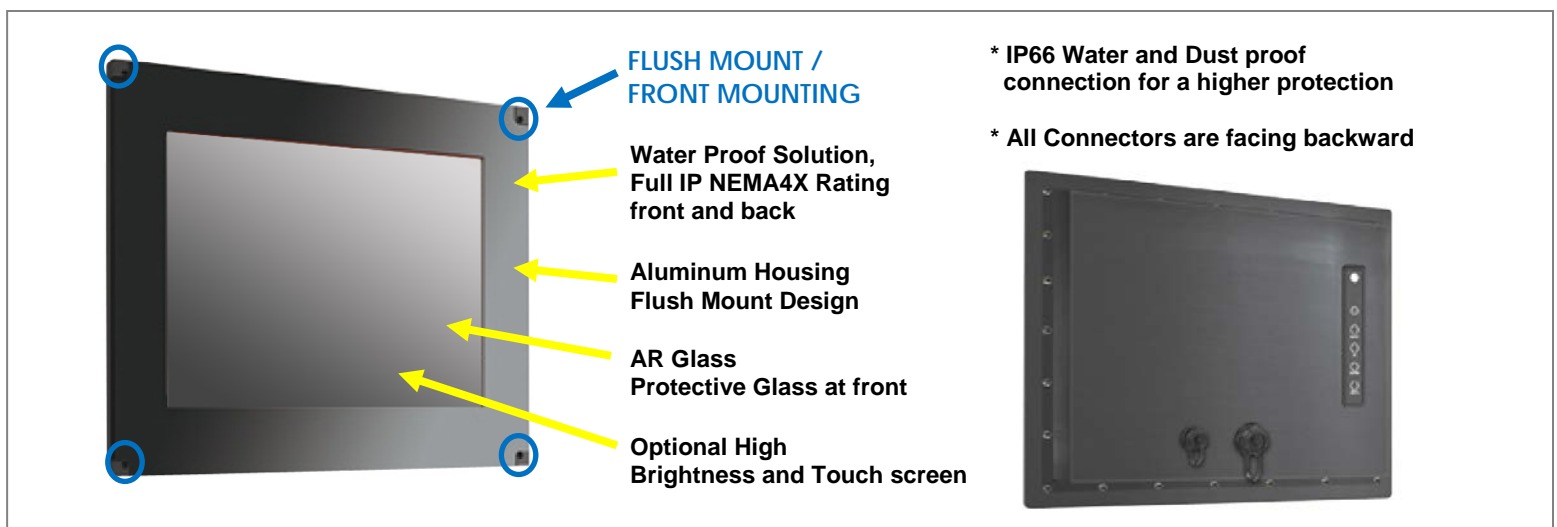 FLUSH MOUNT /
FRONT MOUNTING
Water Proof Solution,
Full IP NEMA4X Rating
front and back
Aluminum Housing
Flush Mount Design
AR Glass
Protective Glass at front
Optional High
Brightness and Touch screen
* IP66 Water and Dust proof
connection for a higher protection
* All Connectors are facing backward